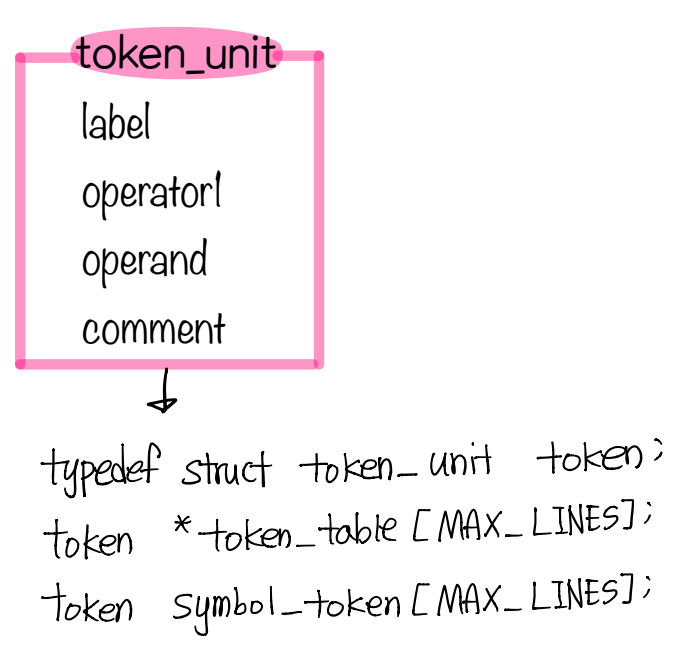 token_unit
label
operator1
operand
comment
typedef struct token_unit token;
token *token_table[MAX_LINES];
token symbol_token[MAX_LINES];